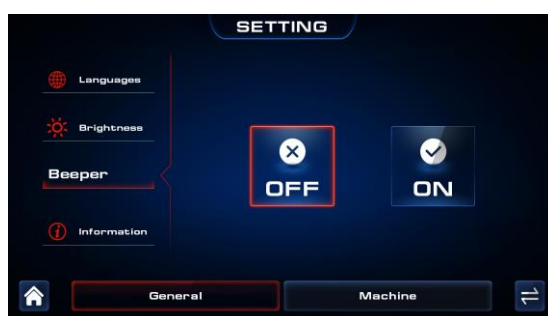 SETTING
Languages
Brightness
Beeper
Information
OFF
ON
General
Machine